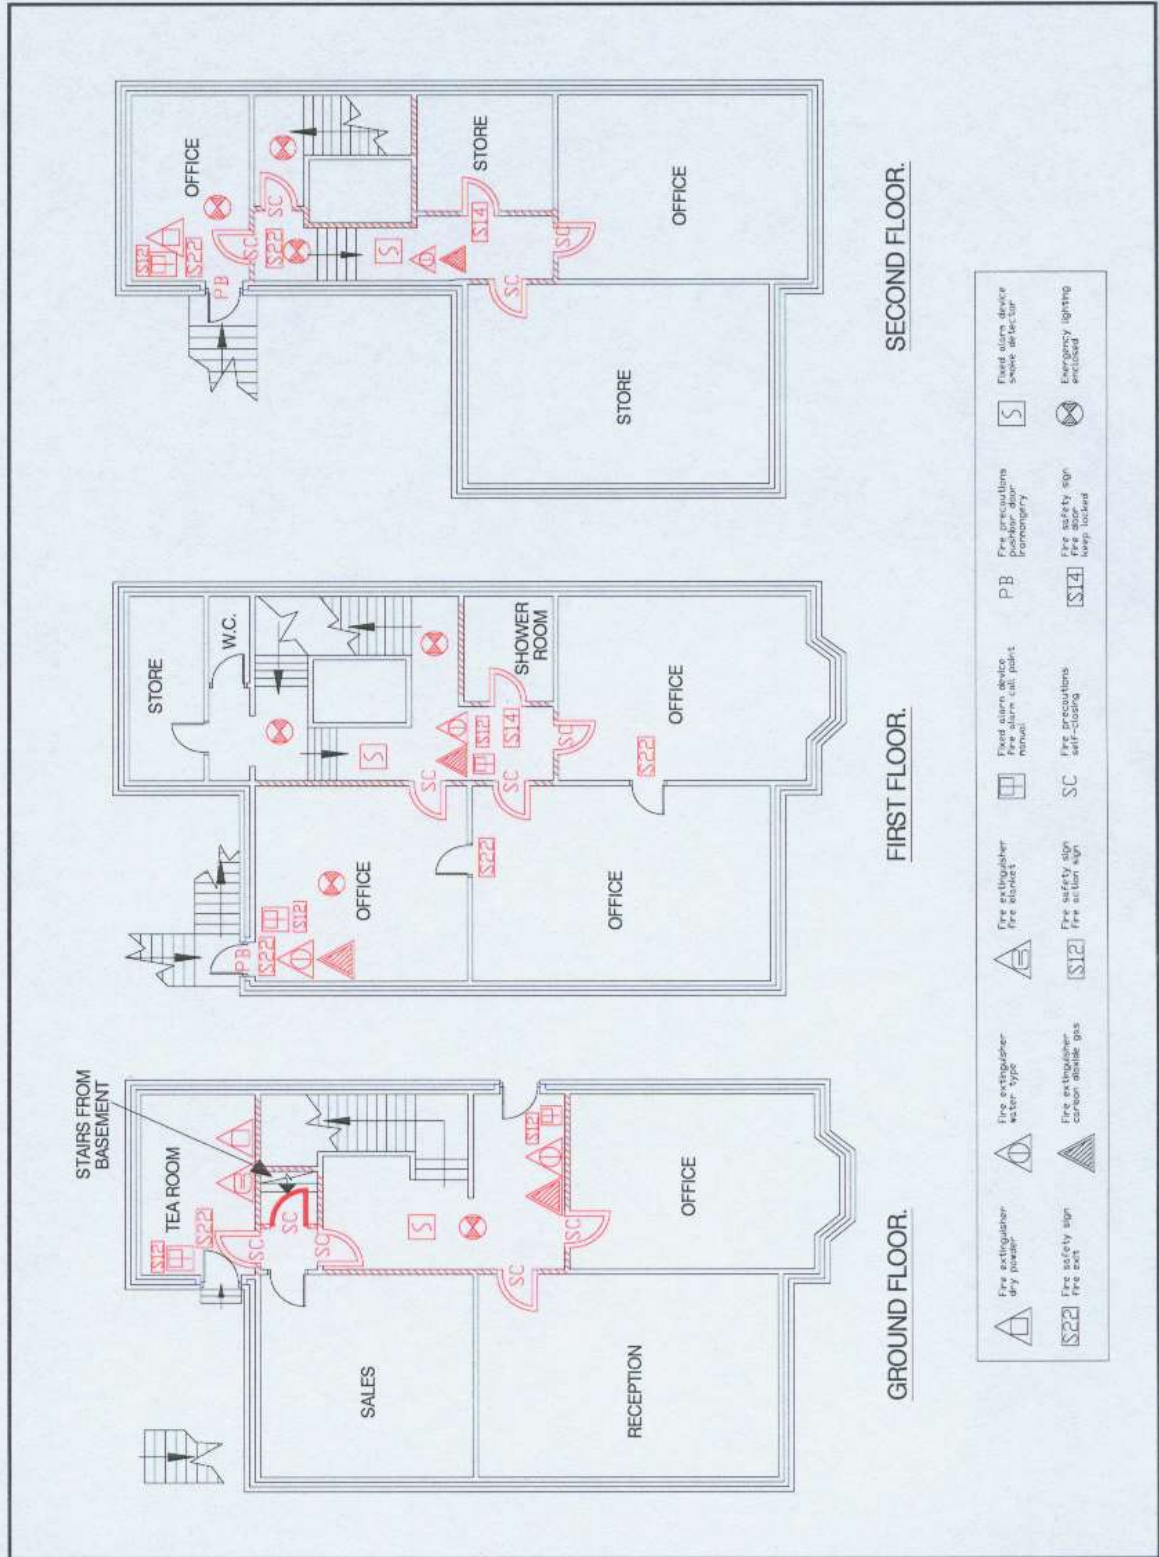 STAIRS FROM
BASEMENT
TEA ROOM
S12
S22
SC
SC
SC
SALES
S
S12
SC
SC
RECEPTION
OFFICE
GROUND FLOOR.
STORE
W.C.
PB
S22
S12
OFFICE
S
SC
S12
SHOWER
ROOM
S22
SC
S14
SC
OFFICE
S22
OFFICE
FIRST FLOOR.
OFFICE
S12
S22
PB
SC
S22
SC
S
STORE
S14
SC
SC
STORE
OFFICE
SECOND FLOOR.
Fire extinguisher
dry powder
Fire extinguisher
water type
Fire extinguisher
fire blanket
Fixed alarm device
fire alarm call point
manual
PB
Fire precautions
pushbar door
ironmongery
S
Fixed alarm device
smoke detector
S22
Fire safety sign
fire exit
Fire extinguisher
carbon dioxide gas
S12
Fire safety sign
fire action sign
SC
Fire precautions
self-closing
S14
Fire safety sign
fire door
keep locked
Emergency lighting
enclosed